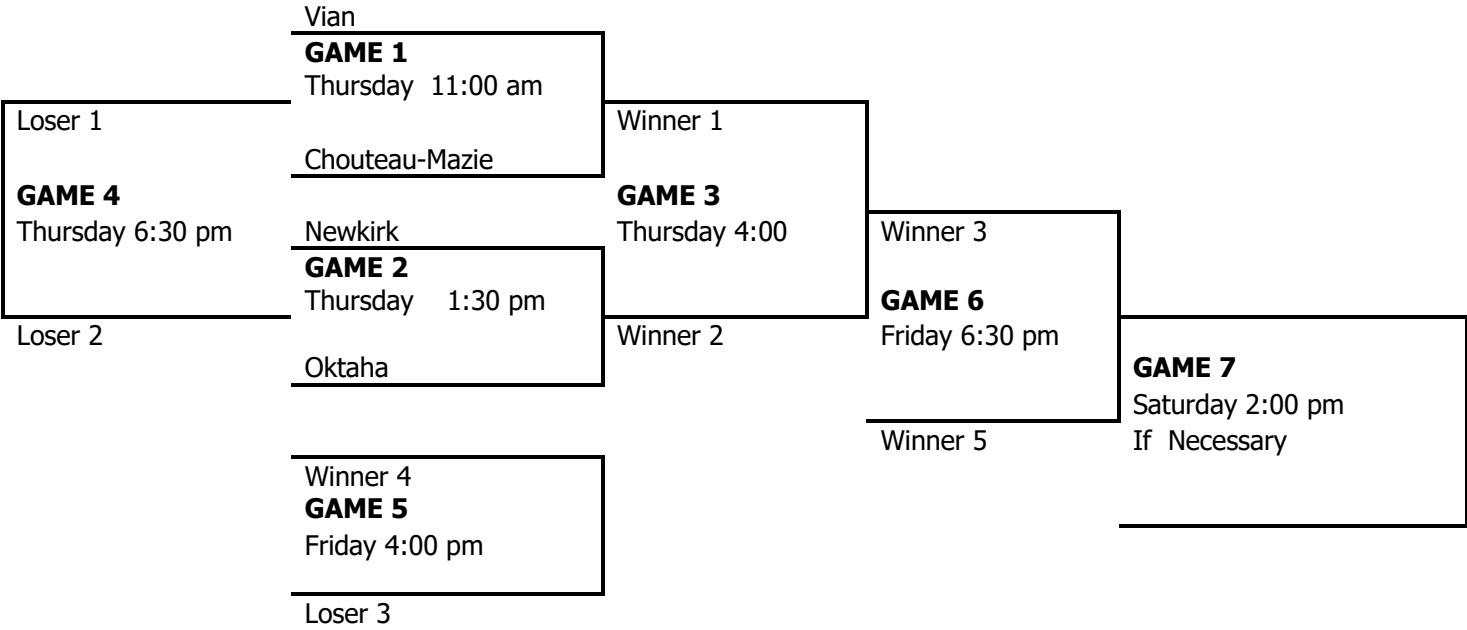 Vian
GAME 1
Thursday 11:00 am
Loser 1
Winner 1
Chouteau-Mazie
GAME 4
GAME 3
Thursday 6:30 pm
Newkirk
Thursday 4:00
Winner 3
GAME 2
Thursday 1:30 pm
GAME 6
Loser 2
Winner 2
Friday 6:30 pm
Oktaha
GAME 7
Saturday 2:00 pm
Winner 5
If Necessary
Winner 4
GAME 5
Friday 4:00 pm
Loser 3